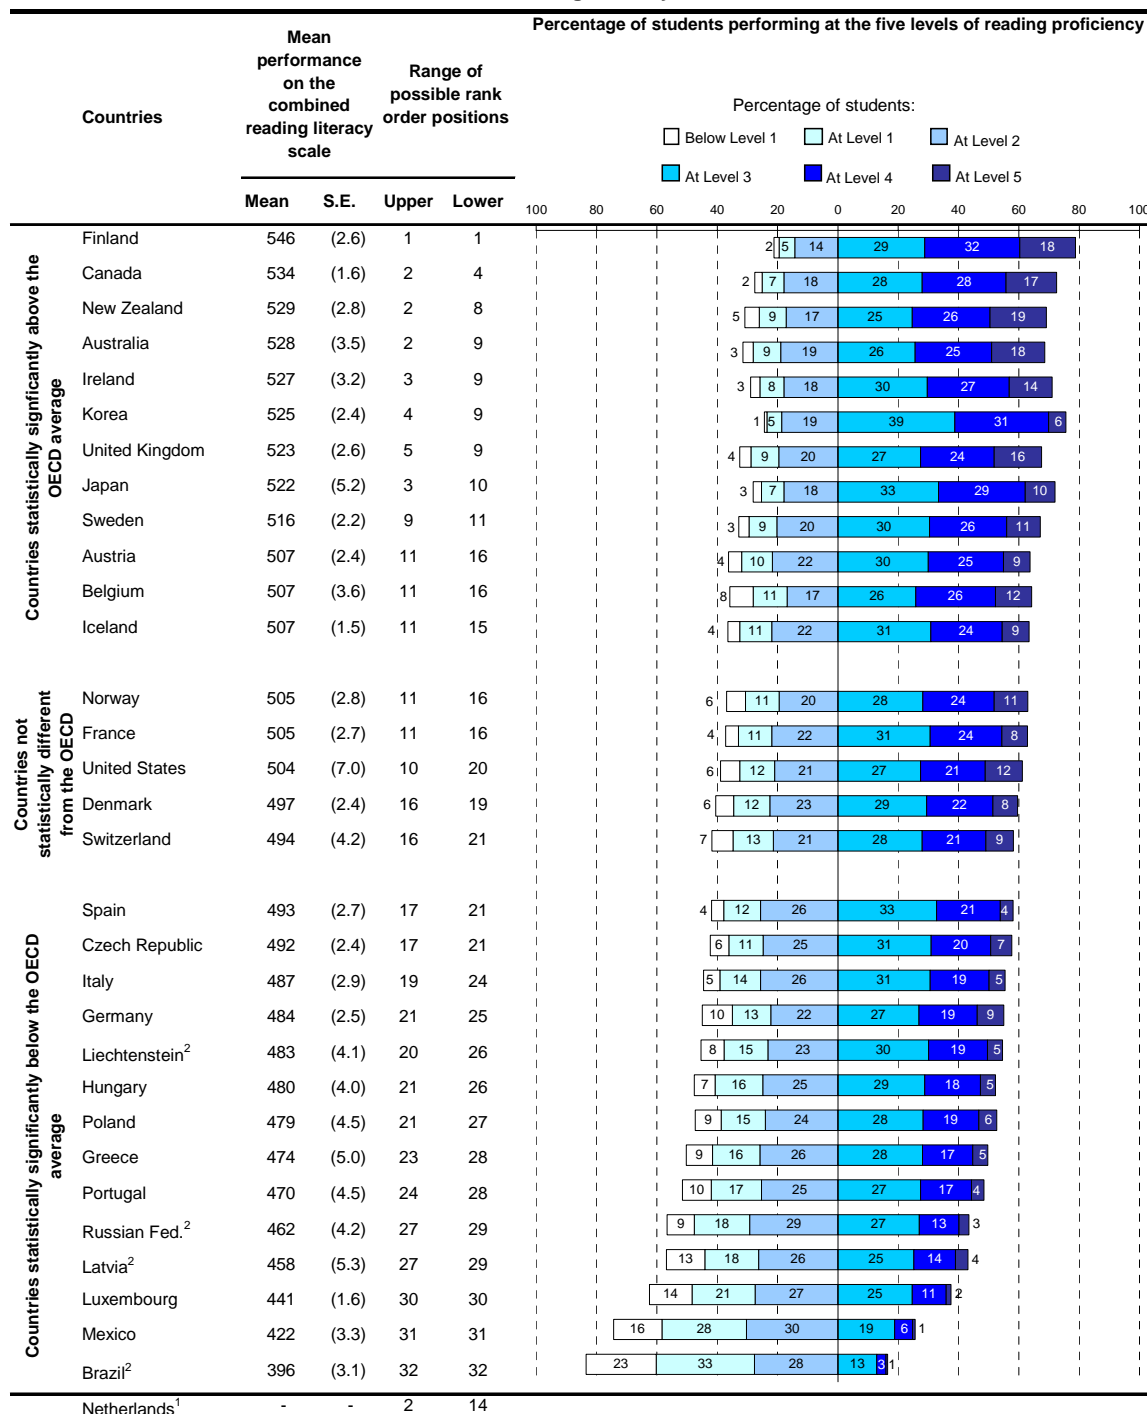 Percentage of students performing at the five levels of reading proficiency
Mean
performance
on the
combined
reading literacy
scale
Range of
possible rank
order positions
Countries
Percentage of students:
Below Level 1 At Level 1 At Level 2
At Level 3 At Level 4 At Level 5
Mean S.E. Upper Lower
100 80 60 40 20 0 20 40 60 80 100
Countries statistically signficantly above the
OECD average
Finland 546 (2.6) 1 1 2 5 14 29 32 18
Canada 534 (1.6) 2 4 2 7 18 28 28 17
New Zealand 529 (2.8) 2 8 5 9 17 25 26 19
Australia 528 (3.5) 2 9 3 9 19 26 25 18
Ireland 527 (3.2) 3 9 3 8 18 30 27 14
Korea 525 (2.4) 4 9 1 5 19 39 31 6
United Kingdom 523 (2.6) 5 9 4 9 20 27 24 16
Japan 522 (5.2) 3 10 3 7 18 33 29 10
Sweden 516 (2.2) 9 11 3 9 20 30 26 11
Austria 507 (2.4) 11 16 4 10 22 30 25 9
Belgium 507 (3.6) 11 16 8 11 17 26 26 12
Iceland 507 (1.5) 11 15 4 11 22 31 24 9
Countries not
statistically different
from the OECD
Norway 505 (2.8) 11 16 6 11 20 28 24 11
France 505 (2.7) 11 16 4 11 22 31 24 8
United States 504 (7.0) 10 20 6 12 21 27 21 12
Denmark 497 (2.4) 16 19 6 12 23 29 22 8
Switzerland 494 (4.2) 16 21 7 13 21 28 21 9
Countries statistically significantly below the OECD
average
Spain 493 (2.7) 17 21 4 12 26 33 21 4
Czech Republic 492 (2.4) 17 21 6 11 25 31 20 7
Italy 487 (2.9) 19 24 5 14 26 31 19 5
Germany 484 (2.5) 21 25 10 13 22 27 19 9
Liechtenstein² 483 (4.1) 20 26 8 15 23 30 19 5
Hungary 480 (4.0) 21 26 7 16 25 29 18 5
Poland 479 (4.5) 21 27 9 15 24 28 19 6
Greece 474 (5.0) 23 28 9 16 26 28 17 5
Portugal 470 (4.5) 24 28 10 17 25 27 17 4
Russian Fed.² 462 (4.2) 27 29 9 18 29 27 13 3
Latvia² 458 (5.3) 27 29 13 18 26 25 14 4
Luxembourg 441 (1.6) 30 30 14 21 27 25 11 2
Mexico 422 (3.3) 31 31 16 28 30 19 6 1
Brazil² 396 (3.1) 32 32 23 33 28 13 3 1
Netherlands¹ - - 2 14